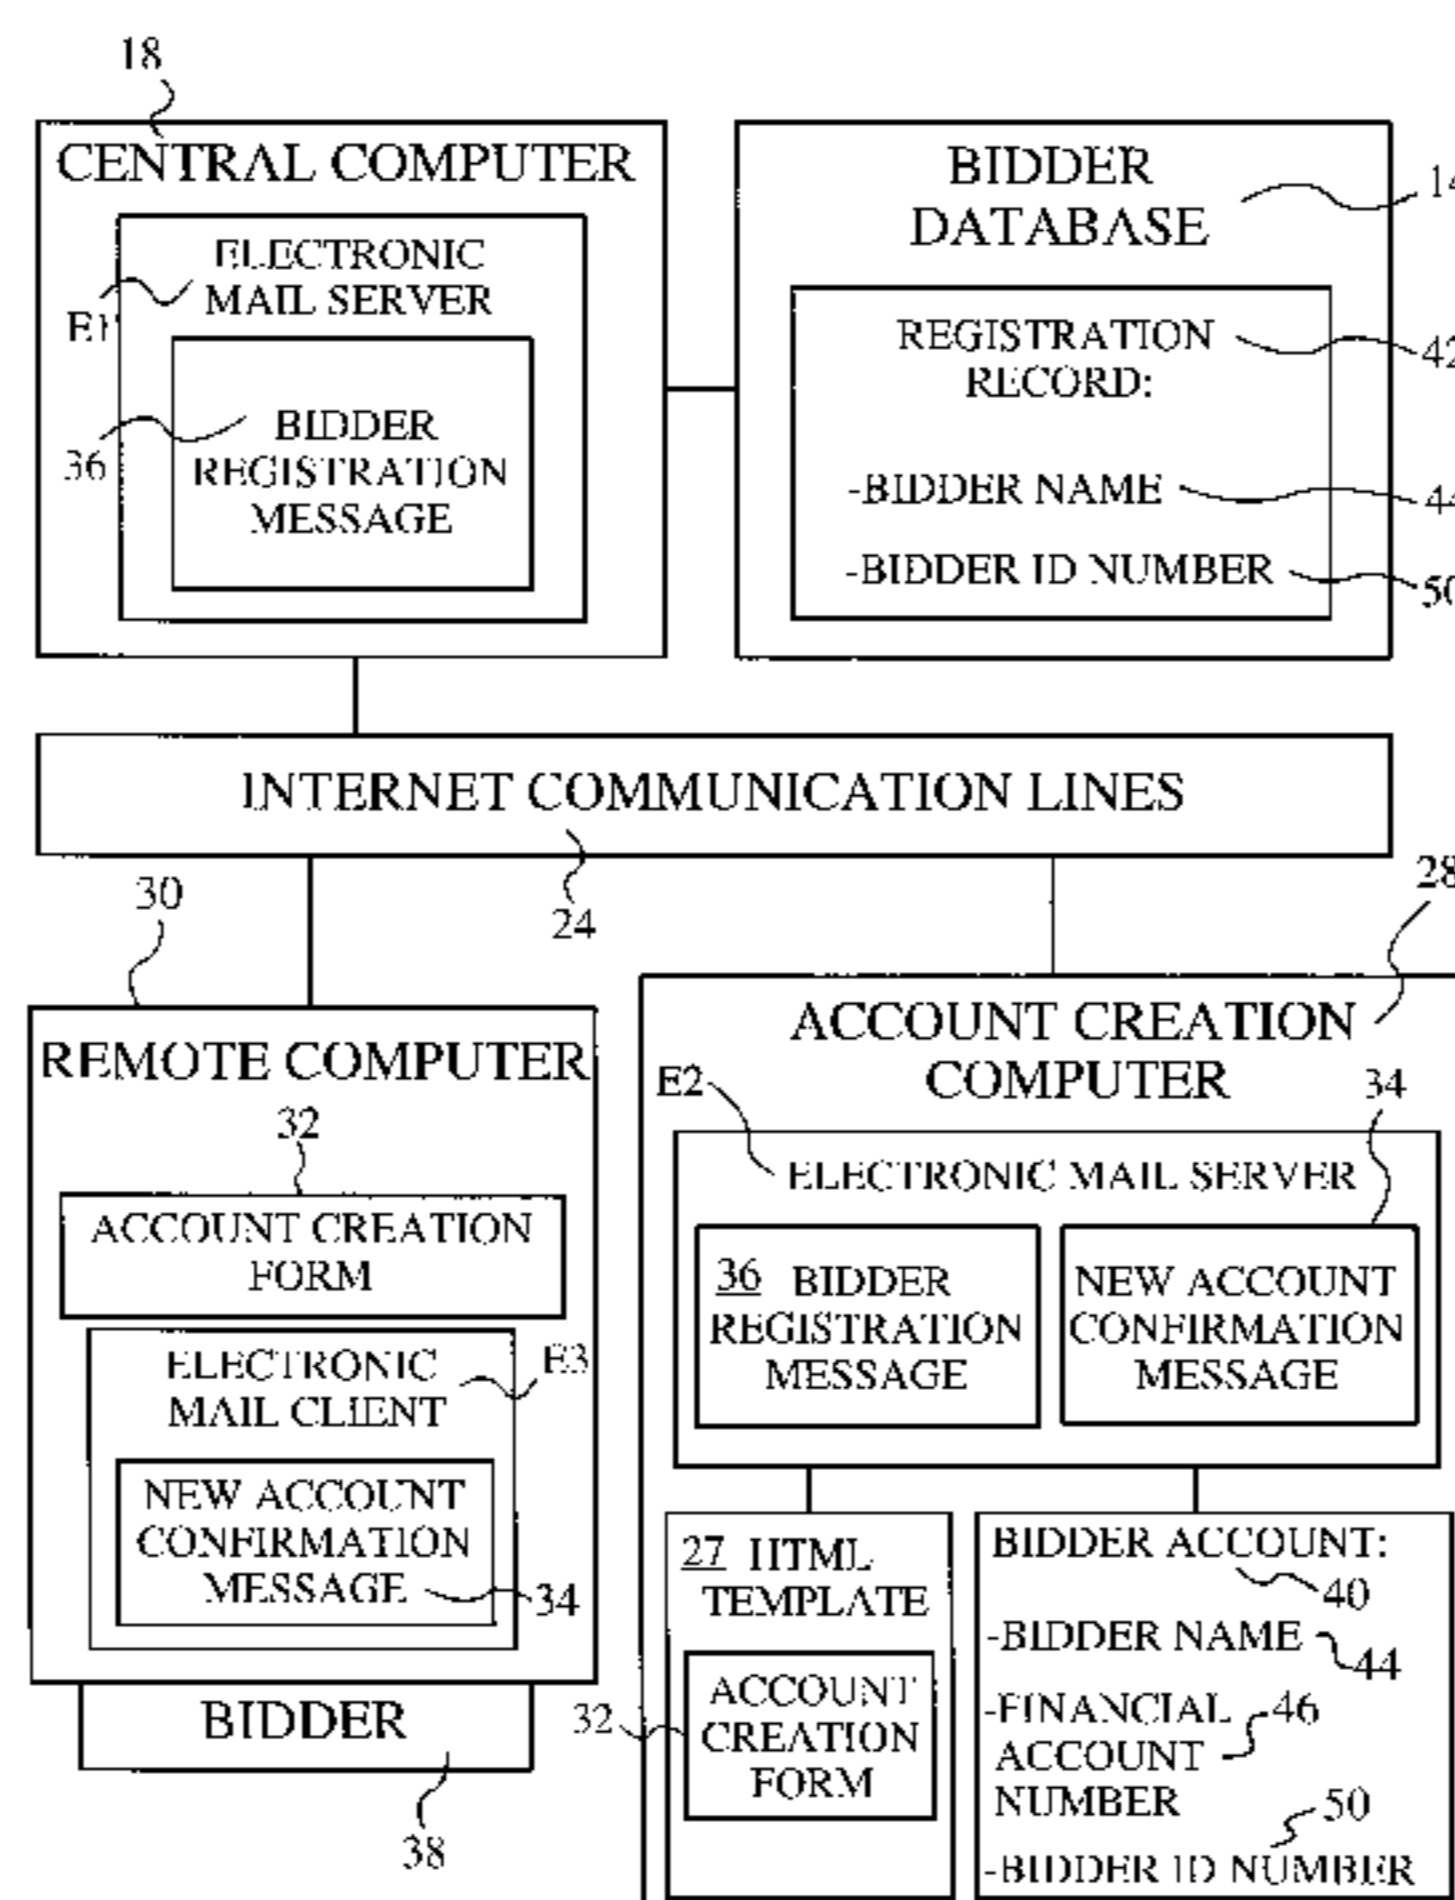 18
CENTRAL COMPUTER
ELECTRONIC
MAIL SERVER
E1
36
BIDDER
REGISTRATION
MESSAGE
BIDDER
DATABASE
14
REGISTRATION
RECORD:
42
-BIDDER NAME
44
-BIDDER ID NUMBER
50
INTERNET COMMUNICATION LINES
24
30
REMOTE COMPUTER
32
ACCOUNT CREATION
FORM
ELECTRONIC
MAIL CLIENT
E3
NEW ACCOUNT
CONFIRMATION
MESSAGE
34
BIDDER
38
28
ACCOUNT CREATION
COMPUTER
E2
34
ELECTRONIC MAIL SERVER
36 BIDDER
REGISTRATION
MESSAGE
NEW ACCOUNT
CONFIRMATION
MESSAGE
27 HTML
TEMPLATE
32
ACCOUNT
CREATION
FORM
BIDDER ACCOUNT:
40
-BIDDER NAME
44
-FINANCIAL
ACCOUNT
NUMBER
46
50
-BIDDER ID NUMBER